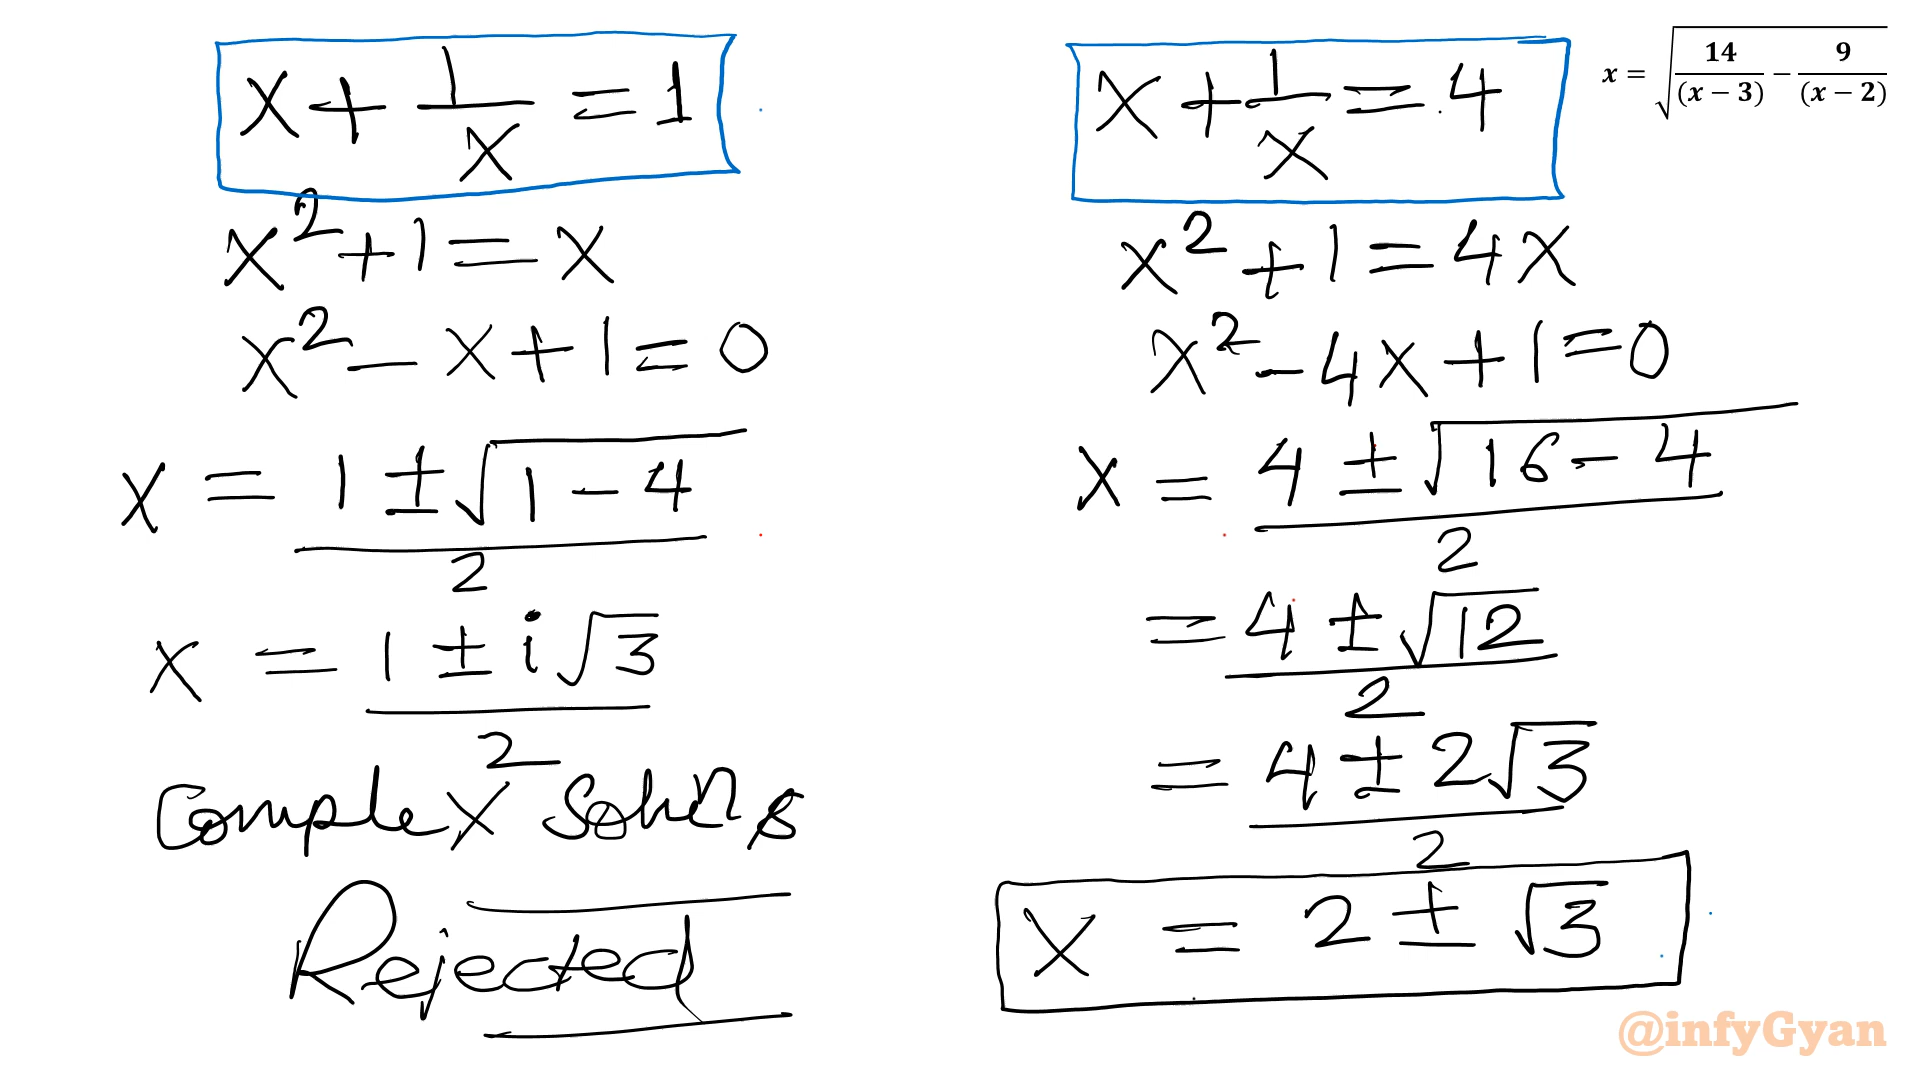 x + 1/x = 1
x² + 1 = x
x² - x + 1 = 0
x = (1 ± √(1 - 4))/2
x = (1 ± i√3)/2
Complex Soln s
Rejected
x + 1/x = 4
x² + 1 = 4x
x² - 4x + 1 = 0
x = (4 ± √(16 - 4))/2
= (4 ± √12)/2
= (4 ± 2√3)/2
x = 2 ± √3
x = √(14/(x − 3) − 9/(x − 2))
@infyGyan